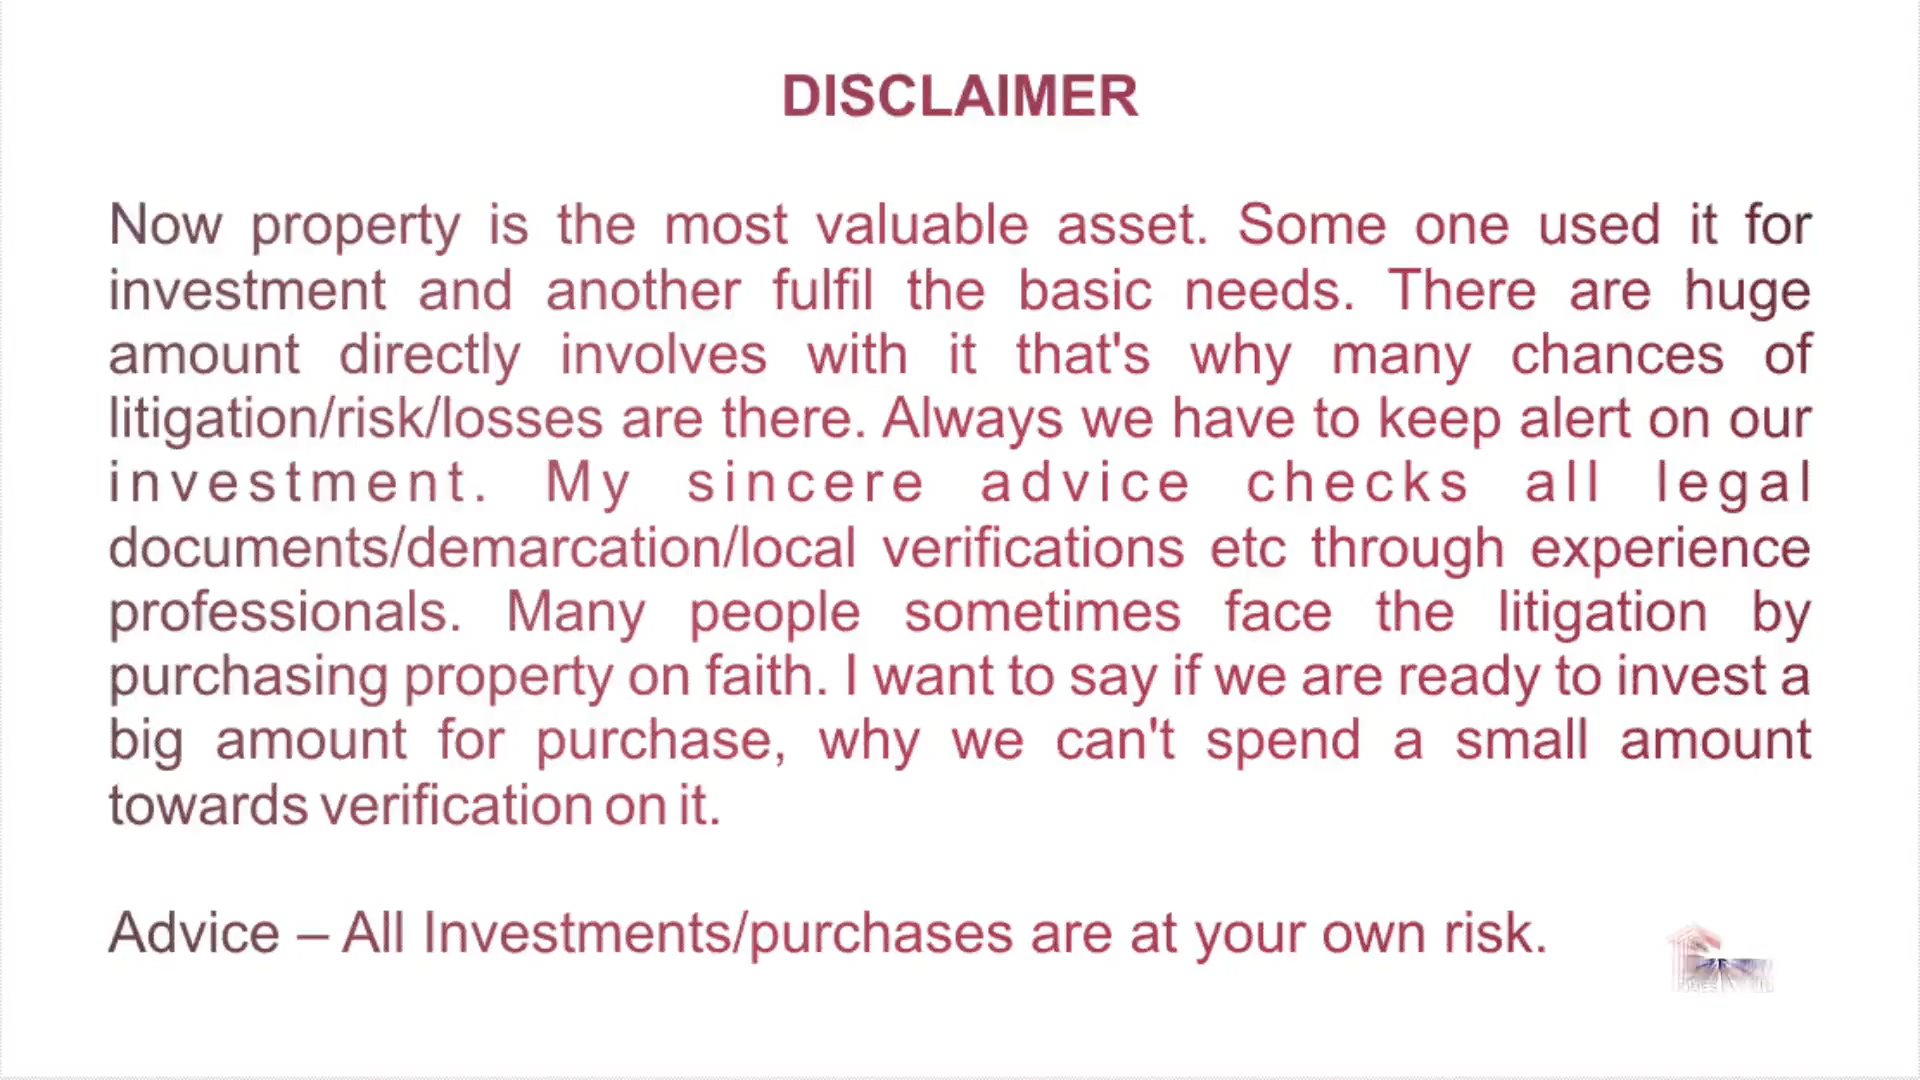 DISCLAIMER
Now property is the most valuable asset. Some one used it for
investment and another fulfil the basic needs. There are huge
amount directly involves with it that's why many chances of
litigation/risk/losses are there. Always we have to keep alert on our
investment. My sincere advice checks all legal
documents/demarcation/local verifications etc through experience
professionals. Many people sometimes face the litigation by
purchasing property on faith. I want to say if we are ready to invest a
big amount for purchase, why we can't spend a small amount
towards verification on it.
Advice – All Investments/purchases are at your own risk.